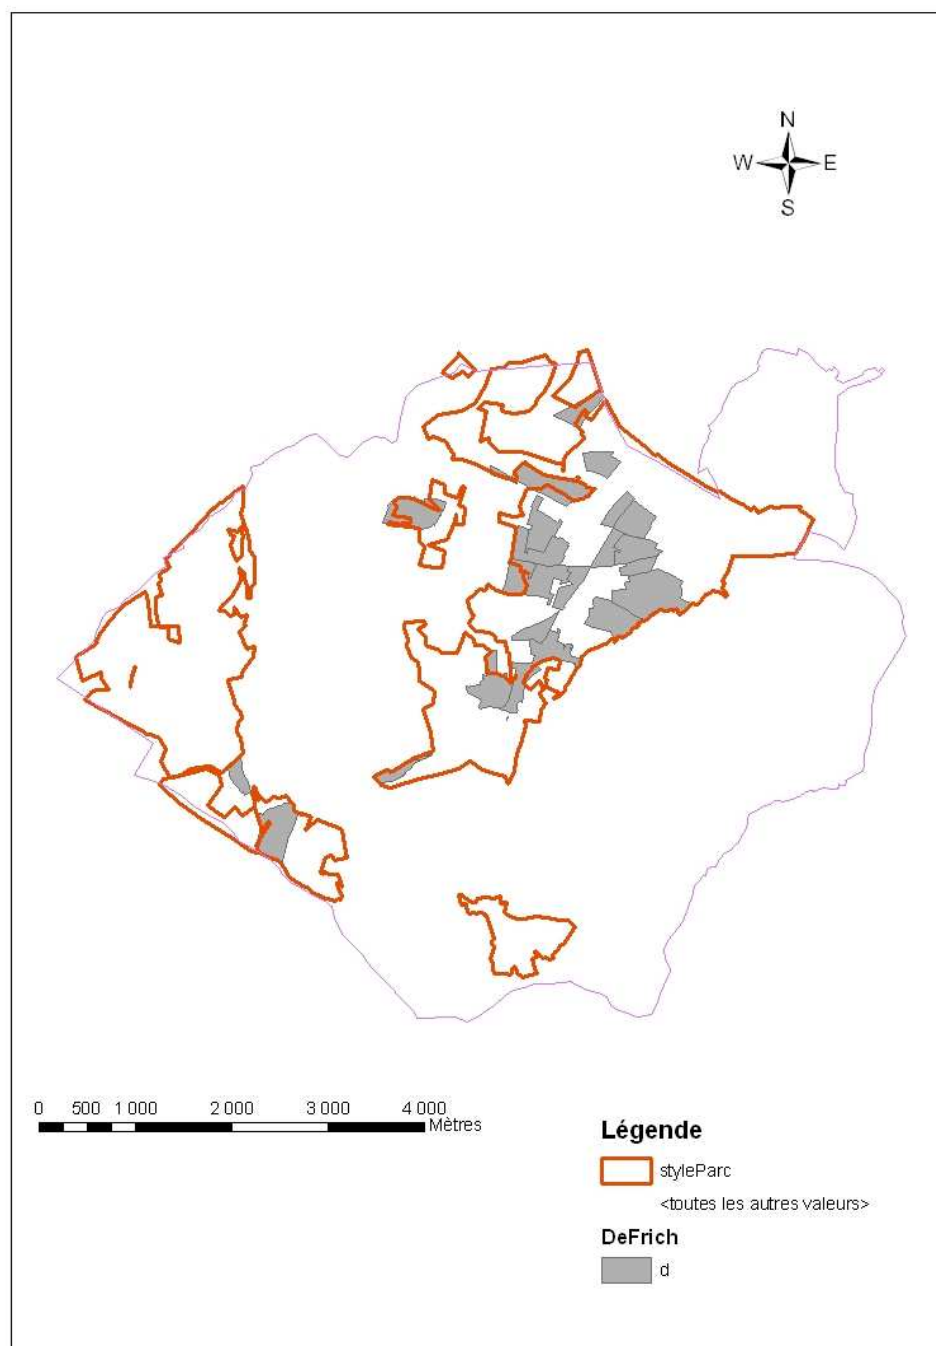 N
W E
S
0 500 1 000 2 000 3 000 4 000
Mètres
Légende
styleParc
<toutes les autres valeurs>
DeFrich
d